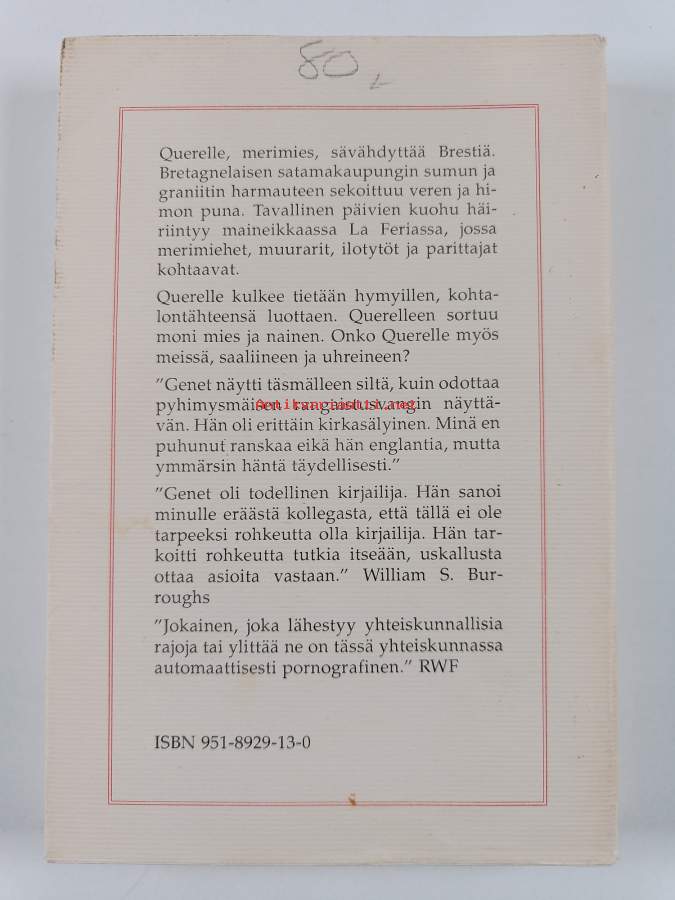 80,-
Querelle, merimies, sävähdyttää Brestiä.
Bretagnelaisen satamakaupungin sumun ja
graniitin harmauteen sekoittuu veren ja hi-
mon puna. Tavallinen päivien kuohu häi-
riintyy maineikkaassa La Feriassa, jossa
merimiehet, muurarit, ilotytöt ja parittajat
kohtaavat.
Querelle kulkee tietään hymyillen, kohta-
lontähteensä luottaen. Querelleen sortuu
moni mies ja nainen. Onko Querelle myös
meissä, saaliineen ja uhreineen?
”Genet näytti täsmälleen siltä, kuin odottaa
pyhimysmäisen rangaistusvangin näyttä-
Antikvariaatti.net
vän. Hän oli erittäin kirkasälyinen. Minä en
puhunut ranskaa eikä hän englantia, mutta
ymmärsin häntä täydellisesti.”
”Genet oli todellinen kirjailija. Hän sanoi
minulle eräästä kollegasta, että tällä ei ole
tarpeeksi rohkeutta olla kirjailija. Hän tar-
koitti rohkeutta tutkia itseään, uskallusta
ottaa asioita vastaan.” William S. Bur-
roughs
”Jokainen, joka lähestyy yhteiskunnallisia
rajoja tai ylittää ne on tässä yhteiskunnassa
automaattisesti pornografinen.” RWF
ISBN 951-8929-13-0